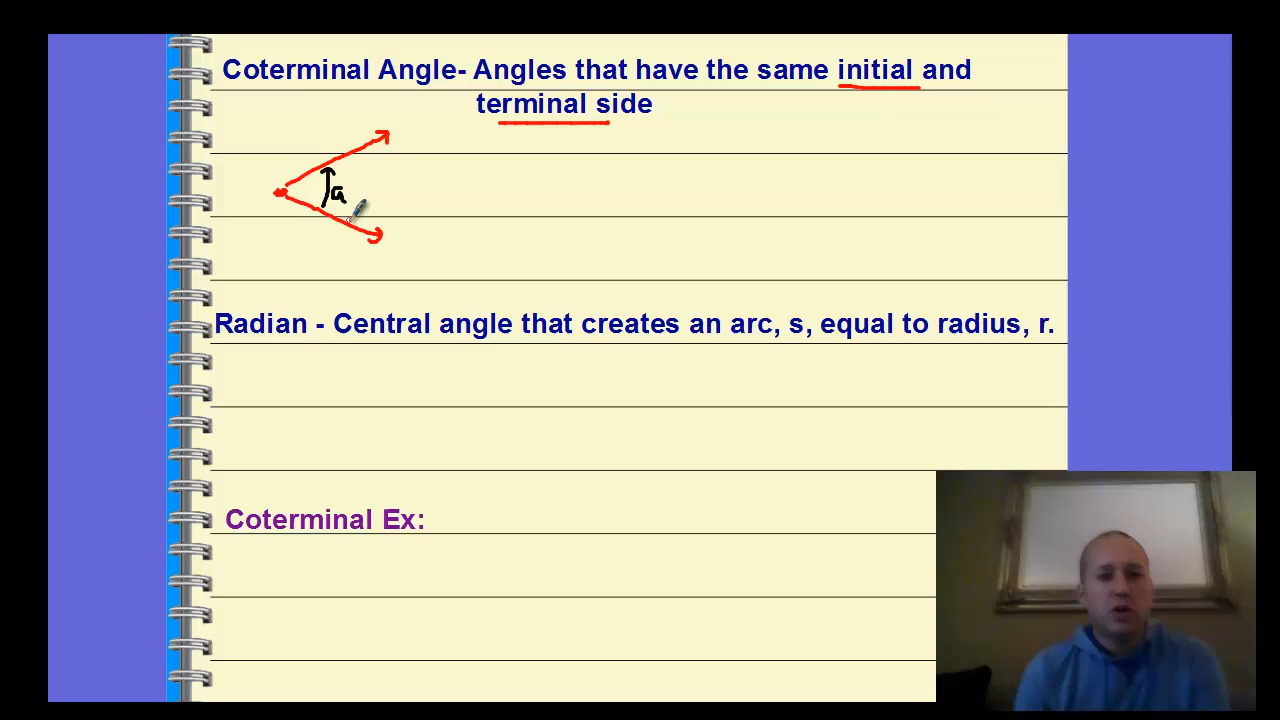 Coterminal Angle- Angles that have the same initial and
terminal side
a
Radian - Central angle that creates an arc, s, equal to radius, r.
Coterminal Ex: